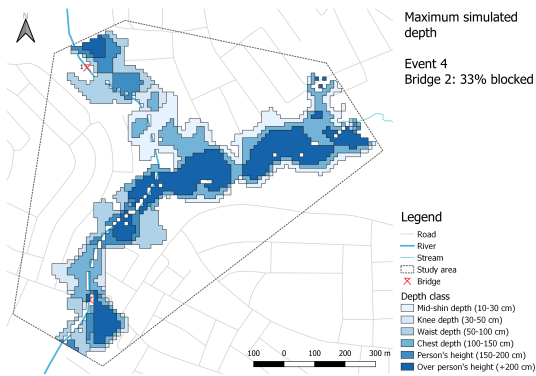 Maximum simulated
depth
Event 4
Bridge 2: 33% blocked
N
1
Legend
Road
River
Stream
Study area
Bridge
Depth class
Mid-shin depth (10-30 cm)
Knee depth (30-50 cm)
Waist depth (50-100 cm)
Chest depth (100-150 cm)
Person's height (150-200 cm)
Over person's height (+200 cm)
100 0 100 200 300 m